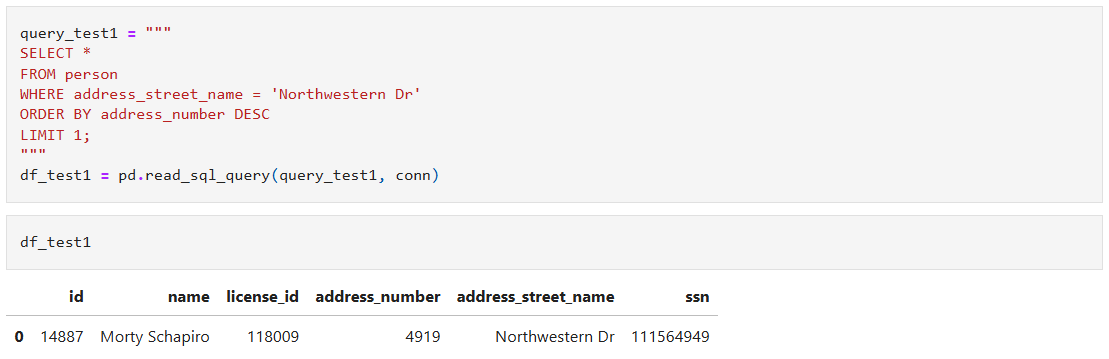 query_test1 = """
SELECT *
FROM person
WHERE address_street_name = 'Northwestern Dr'
ORDER BY address_number DESC
LIMIT 1;
"""
df_test1 = pd.read_sql_query(query_test1, conn)
df_test1
id name license_id address_number address_street_name ssn
0 14887 Morty Schapiro 118009 4919 Northwestern Dr 111564949